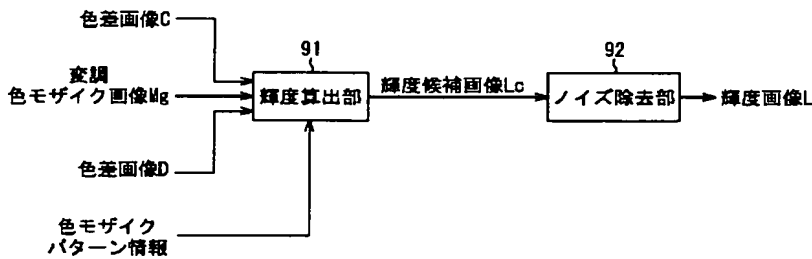 色差画像C
変調
色モザイク画像Mg
色差画像D
色モザイク
パターン情報
91
輝度算出部
輝度候補画像Lc
92
ノイズ除去部
輝度画像L